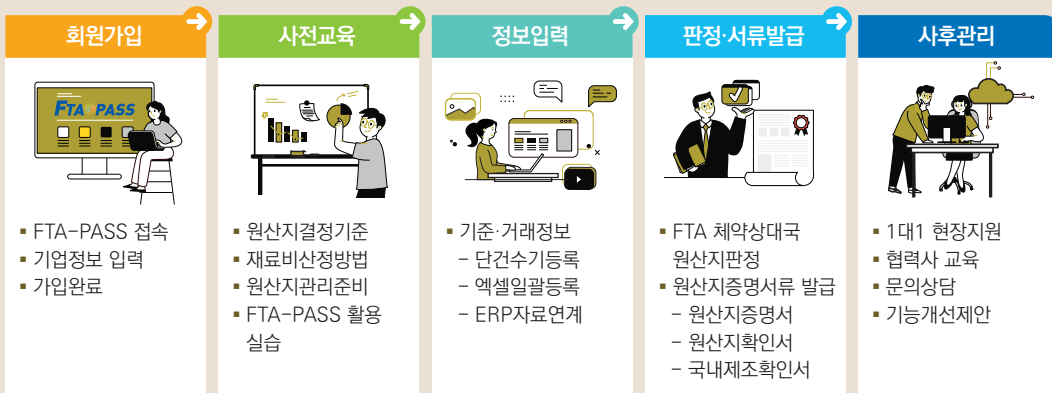 회원가입
FTA PASS
▪ FTA-PASS 접속
▪ 기업정보 입력
▪ 가입완료
사전교육
▪ 원산지결정기준
▪ 재료비산정방법
▪ 원산지관리준비
▪ FTA-PASS 활용
실습
정보입력
▪ 기준·거래정보
- 단건수기등록
- 엑셀일괄등록
- ERP자료연계
판정·서류발급
▪ FTA 체약상대국
원산지판정
▪ 원산지증명서류 발급
- 원산지증명서
- 원산지확인서
- 국내제조확인서
사후관리
▪ 1대1 현장지원
▪ 협력사 교육
▪ 문의상담
▪ 기능개선제안